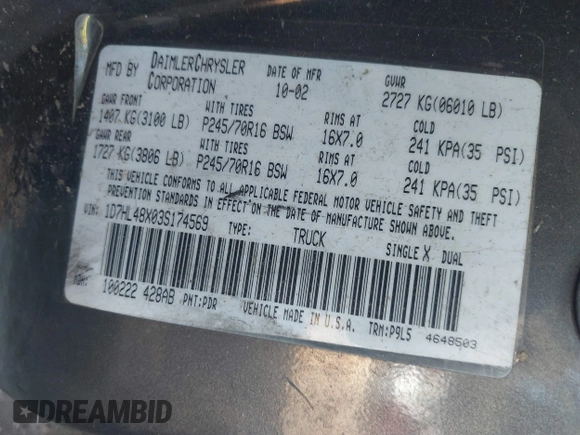 MFD BY DAIMLERCHRYSLER CORPORATION
DATE OF MFR 10-02
GVWR 2727 KG(06010 LB)
GAWR FRONT WITH TIRES RIMS AT COLD
1407 KG(3100 LB) P245/70R16 BSW 16X7.0 241 KPA(35 PSI)
GAWR REAR WITH TIRES RIMS AT COLD
1727 KG(3806 LB) P245/70R16 BSW 16X7.0 241 KPA(35 PSI)
THIS VEHICLE CONFORMS TO ALL APPLICABLE FEDERAL MOTOR VEHICLE SAFETY AND THEFT
PREVENTION STANDARDS IN EFFECT ON THE DATE OF MANUFACTURE SHOWN ABOVE.
VIN: 1D7HL48X03S174569 TYPE: TRUCK SINGLE X DUAL
100222 428AB PNT:PDR VEHICLE MADE IN U.S.A. TRM:P9L5 4648503
DREAMBID